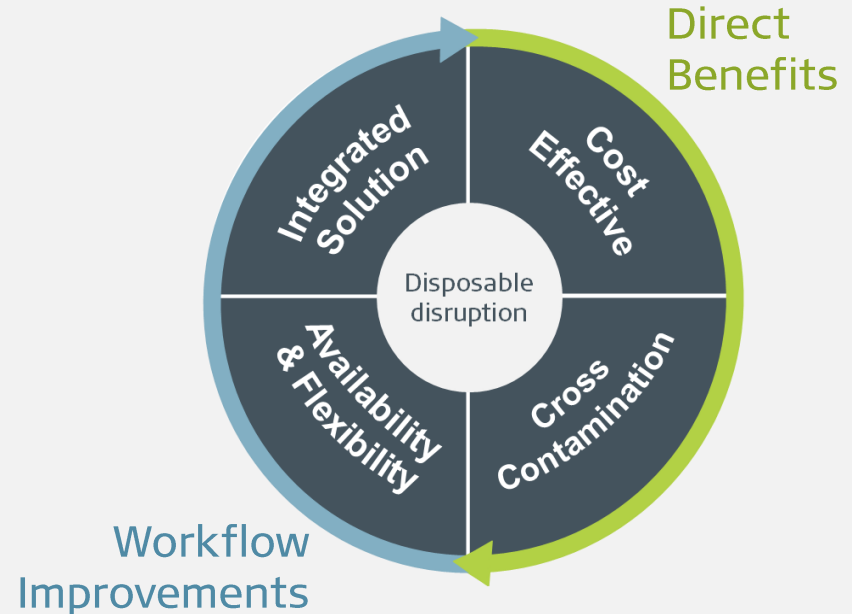 Direct
Benefits
Integrated
Solution
Cost
Effective
Disposable
disruption
Availability
& Flexibility
Cross
Contamination
Workflow
Improvements